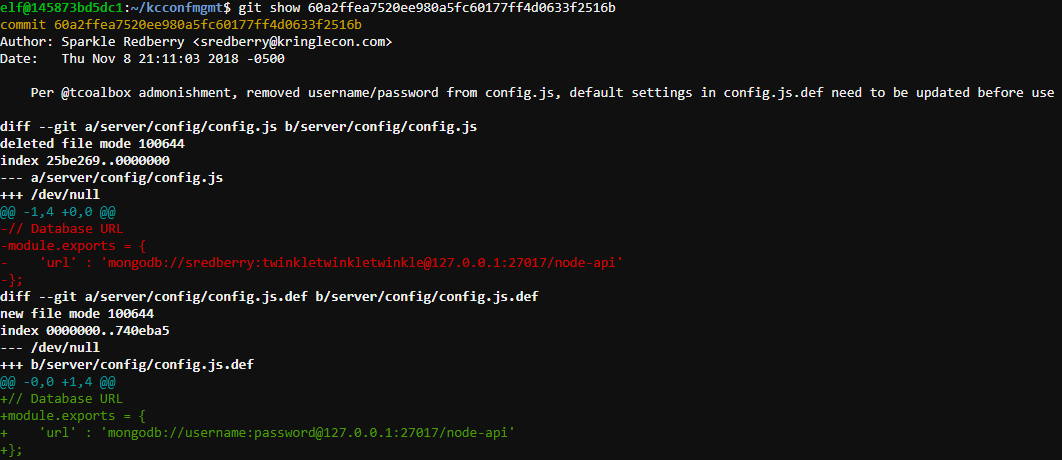 elf@145873bd5dc1:~/kcconfmgmt$ git show 60a2ffea7520ee980a5fc60177ff4d0633f2516b
commit 60a2ffea7520ee980a5fc60177ff4d0633f2516b
Author: Sparkle Redberry <sredberry@kringlecon.com>
Date:   Thu Nov 8 21:11:03 2018 -0500
    Per @tcoalbox admonishment, removed username/password from config.js, default settings in config.js.def need to be updated before use
diff --git a/server/config/config.js b/server/config/config.js
deleted file mode 100644
index 25be269..0000000
--- a/server/config/config.js
+++ /dev/null
@@ -1,4 +0,0 @@
-// Database URL
-module.exports = {
-    'url' : 'mongodb://sredberry:twinkletwinkletwinkle@127.0.0.1:27017/node-api'
-};
diff --git a/server/config/config.js.def b/server/config/config.js.def
new file mode 100644
index 0000000..740eba5
--- /dev/null
+++ b/server/config/config.js.def
@@ -0,0 +1,4 @@
+// Database URL
+module.exports = {
+    'url' : 'mongodb://username:password@127.0.0.1:27017/node-api'
+};